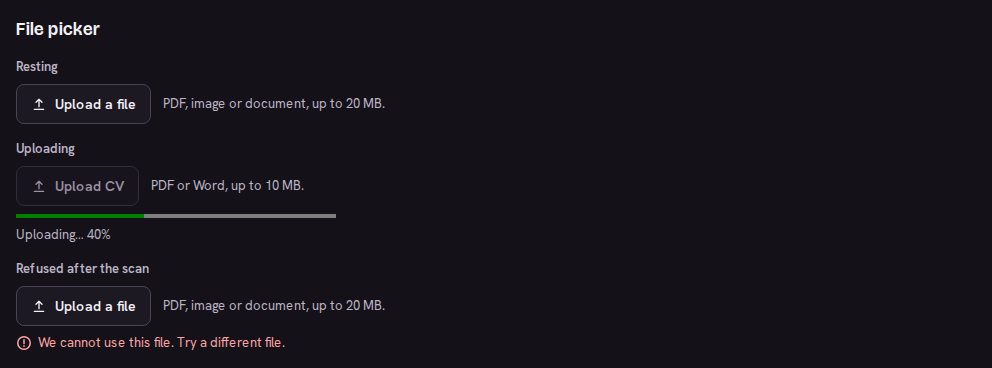 File picker
Resting
Upload a file PDF, image or document, up to 20 MB.
Uploading
Upload CV PDF or Word, up to 10 MB.
Uploading... 40%
Refused after the scan
Upload a file PDF, image or document, up to 20 MB.
We cannot use this file. Try a different file.